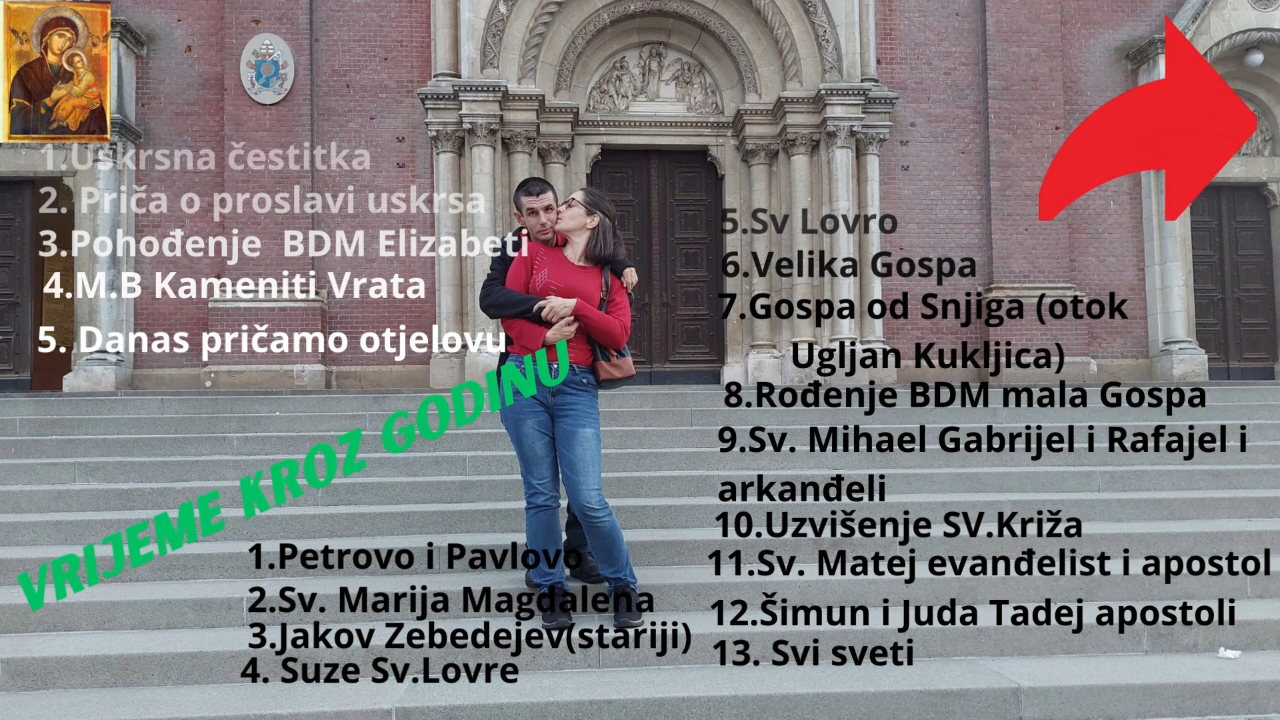 1.Uskrsna čestitka
2. Priča o proslavi uskrsa
3.Pohođenje BDM Elizabeti
4.M.B Kameniti Vrata
5. Danas pričamo otjelovu
VRIJEME KROZ GODINU
1.Petrovo i Pavlovo
2.Sv. Marija Magdalena
3.Jakov Zebedejev(stariji)
4. Suze Sv.Lovre
5.Sv Lovro
6.Velika Gospa
7.Gospa od Snjiga (otok
Ugljan Kukljica)
8.Rođenje BDM mala Gospa
9.Sv. Mihael Gabrijel i Rafajel i
arkanđeli
10.Uzvišenje SV.Križa
11.Sv. Matej evanđelist i apostol
12.Šimun i Juda Tadej apostoli
13. Svi sveti